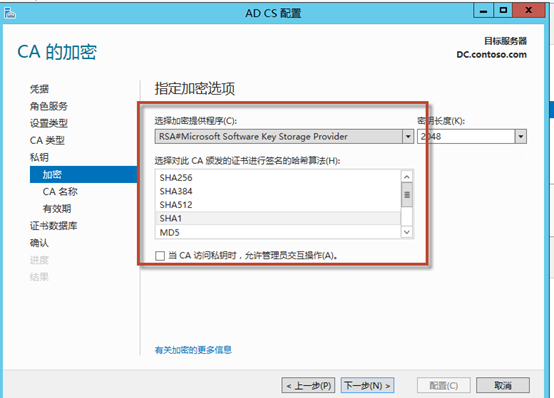 AD CS 配置
CA 的加密
目标服务器
DC.contoso.com
凭据
角色服务
设置类型
CA 类型
私钥
加密
CA 名称
有效期
证书数据库
确认
进度
结果
指定加密选项
选择加密提供程序(C):
密钥长度(K):
RSA#Microsoft Software Key Storage Provider
2048
选择对此 CA 颁发的证书进行签名的哈希算法(H):
SHA256
SHA384
SHA512
SHA1
MD5
当 CA 访问私钥时，允许管理员交互操作(A)。
有关加密的更多信息
< 上一步(P)
下一步(N) >
配置(C)
取消